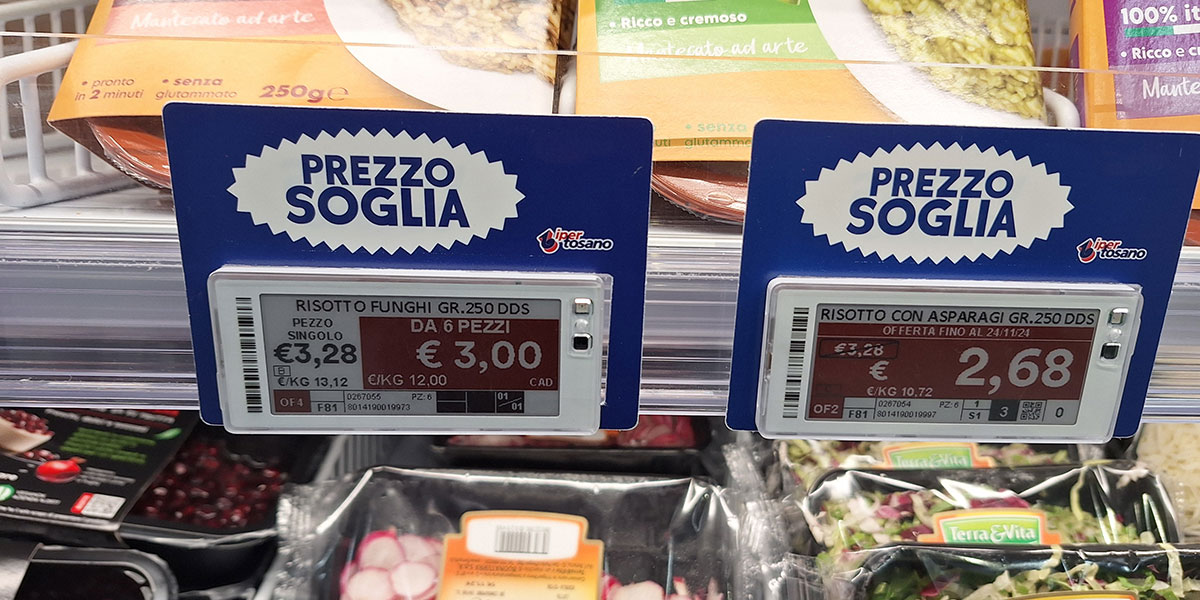 Mantecato ad arte
• pronto
in 2 minuti
• senza
glutammato
250g e
• Ricco e cremoso
Mantecato ad arte
• senza
glutammato
100% it
• Ricco e cr
Mante
PREZZO
SOGLIA
iper
tosano
RISOTTO FUNGHI GR.250 DDS
PEZZO
SINGOLO
€3,28
6
€/KG 13,12
DA 6 PEZZI
€ 3,00
€/KG 12,00
CAD
OF4
F81
0267055
PZ: 6
8014190019973
01
/01
PREZZO
SOGLIA
iper
tosano
RISOTTO CON ASPARAGI GR.250 DDS
OFFERTA FINO AL 24/11/24
€3,28
€ 2,68
€/KG 10,72
OF2
F81
0267054
PZ: 6
8014190019997
1
S1
3
0
Terra&Vita
Terra&Vita